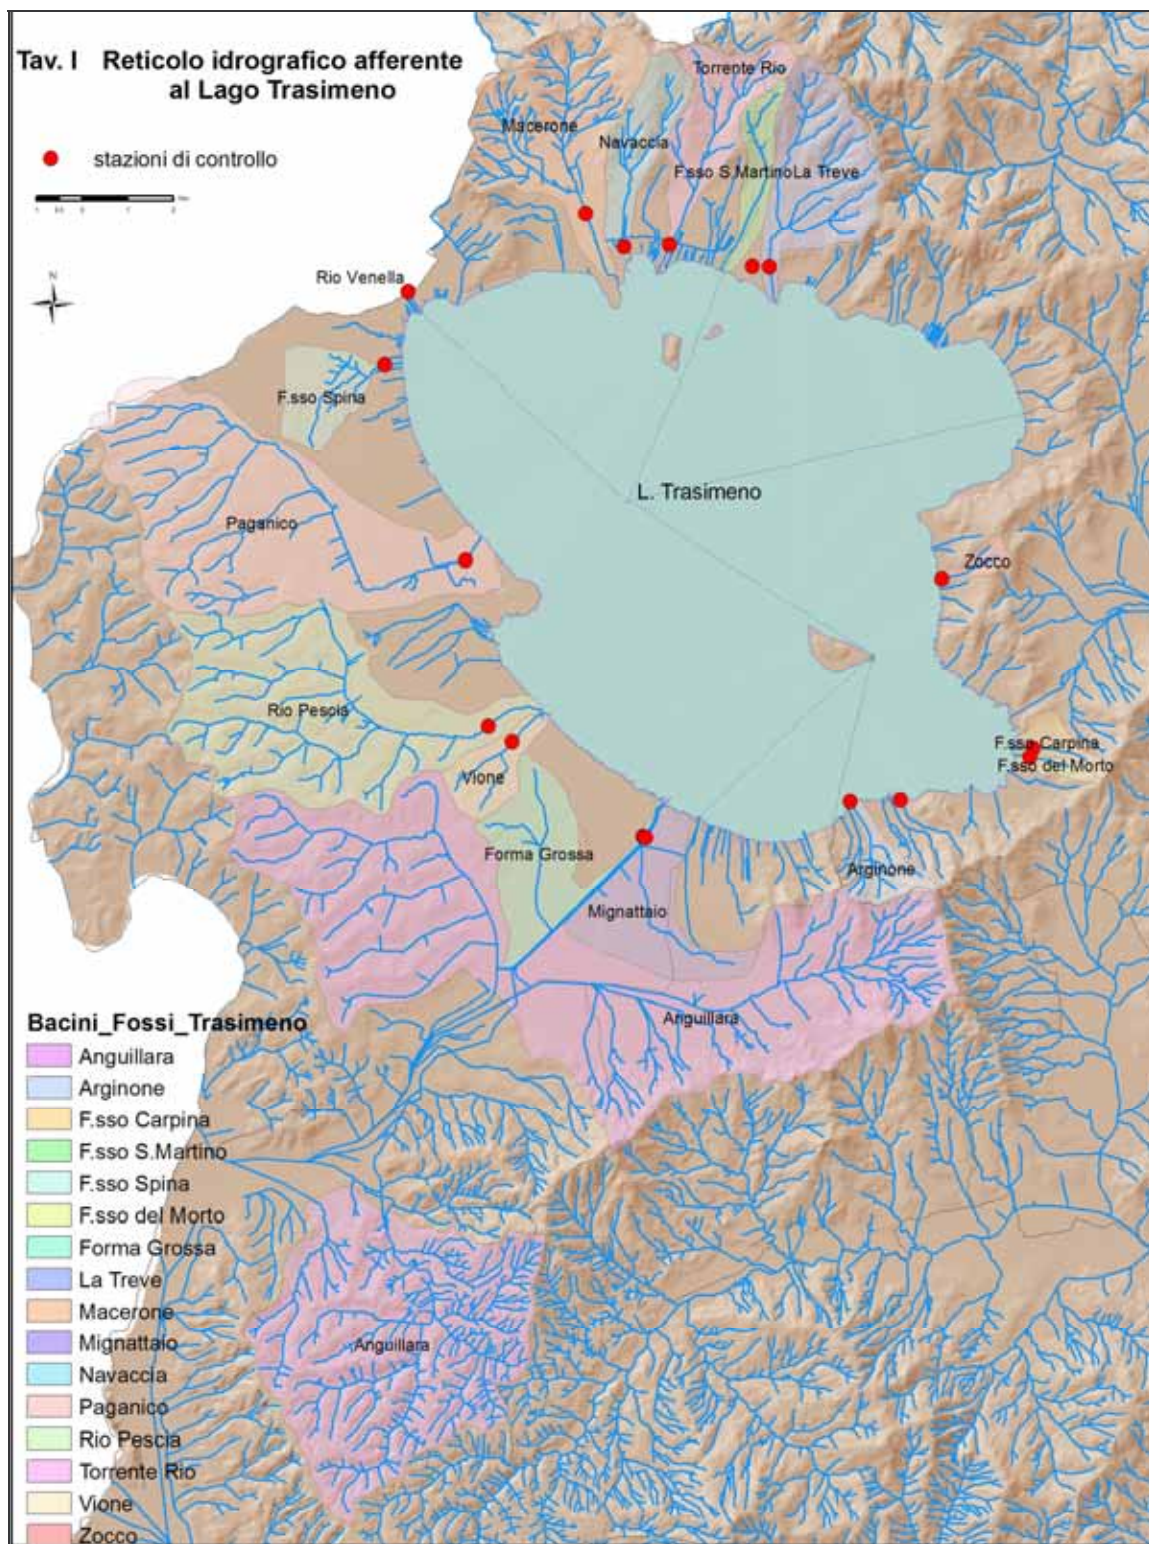 Tav. I Reticolo idrografico afferente
al Lago Trasimeno
stazioni di controllo
N
Torrente Rio
Macerone
Navaccia
F.sso S.Martino
La Treve
Rio Venella
F.sso Spina
L. Trasimeno
Paganico
Zocco
Rio Pescia
F.sso Carpina
F.sso del Morto
Vione
Forma Grossa
Arginone
Mignattaio
Anguillara
Anguillara
Bacini_Fossi_Trasimeno
Anguillara
Arginone
F.sso Carpina
F.sso S.Martino
F.sso Spina
F.sso del Morto
Forma Grossa
La Treve
Macerone
Mignattaio
Navaccia
Paganico
Rio Pescia
Torrente Rio
Vione
Zocco